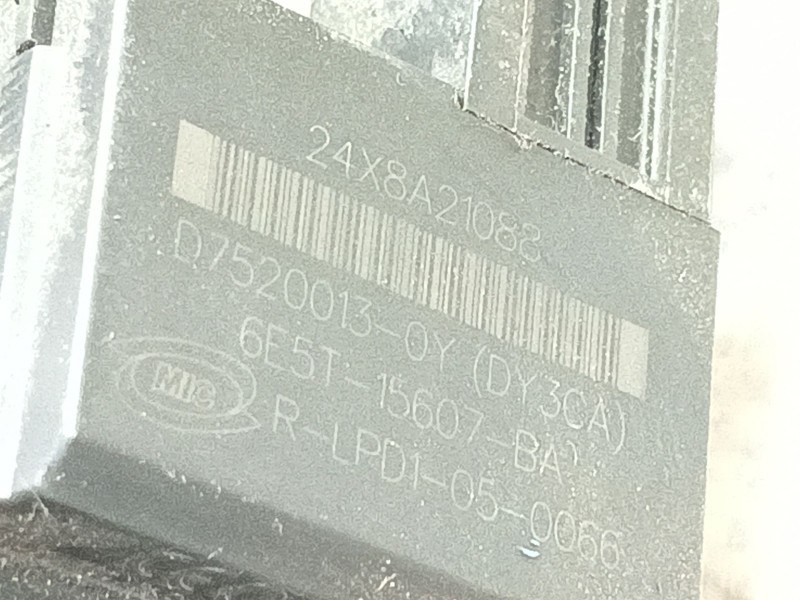 24X8A21088
D7520013-0Y (DY3CA)
6E5T-15607-BA
MIC
R-LPD1-05-0066